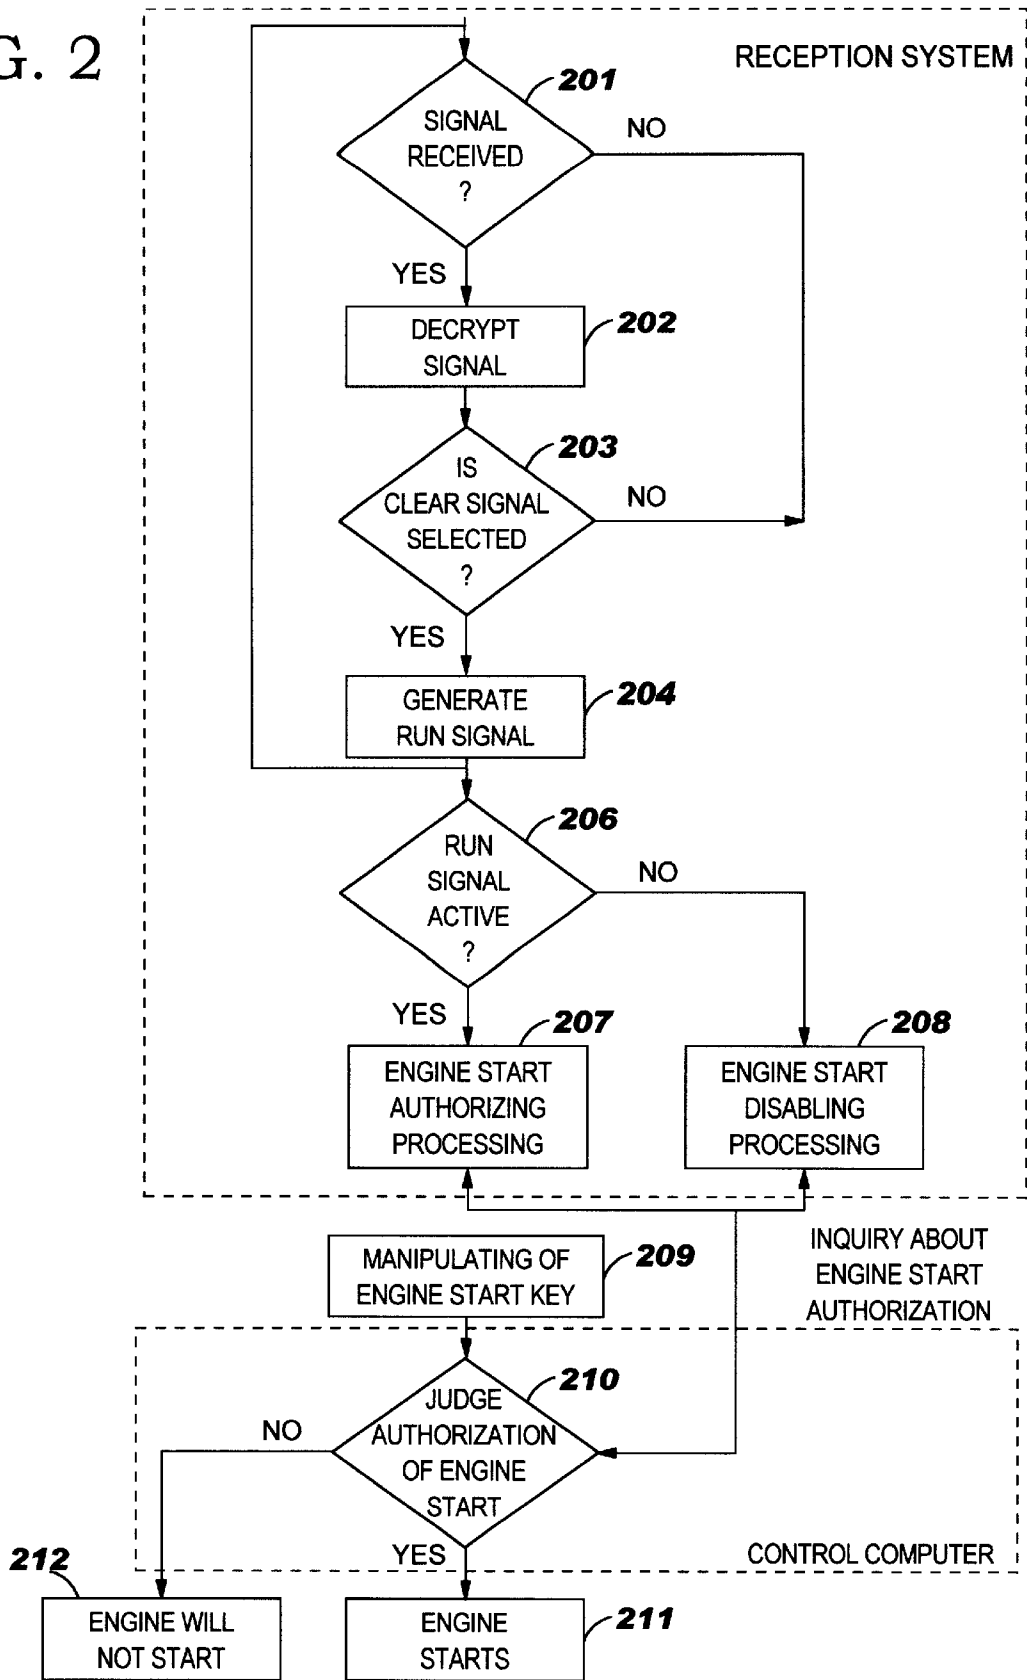 G. 2
RECEPTION SYSTEM
201
SIGNAL
RECEIVED
?
NO
YES
202
DECRYPT
SIGNAL
203
IS
CLEAR SIGNAL
SELECTED
?
NO
YES
204
GENERATE
RUN SIGNAL
206
RUN
SIGNAL
ACTIVE
?
NO
YES
207
ENGINE START
AUTHORIZING
PROCESSING
208
ENGINE START
DISABLING
PROCESSING
INQUIRY ABOUT
ENGINE START
AUTHORIZATION
209
MANIPULATING OF
ENGINE START KEY
210
JUDGE
AUTHORIZATION
OF ENGINE
START
NO
YES
CONTROL COMPUTER
212
ENGINE WILL
NOT START
211
ENGINE
STARTS